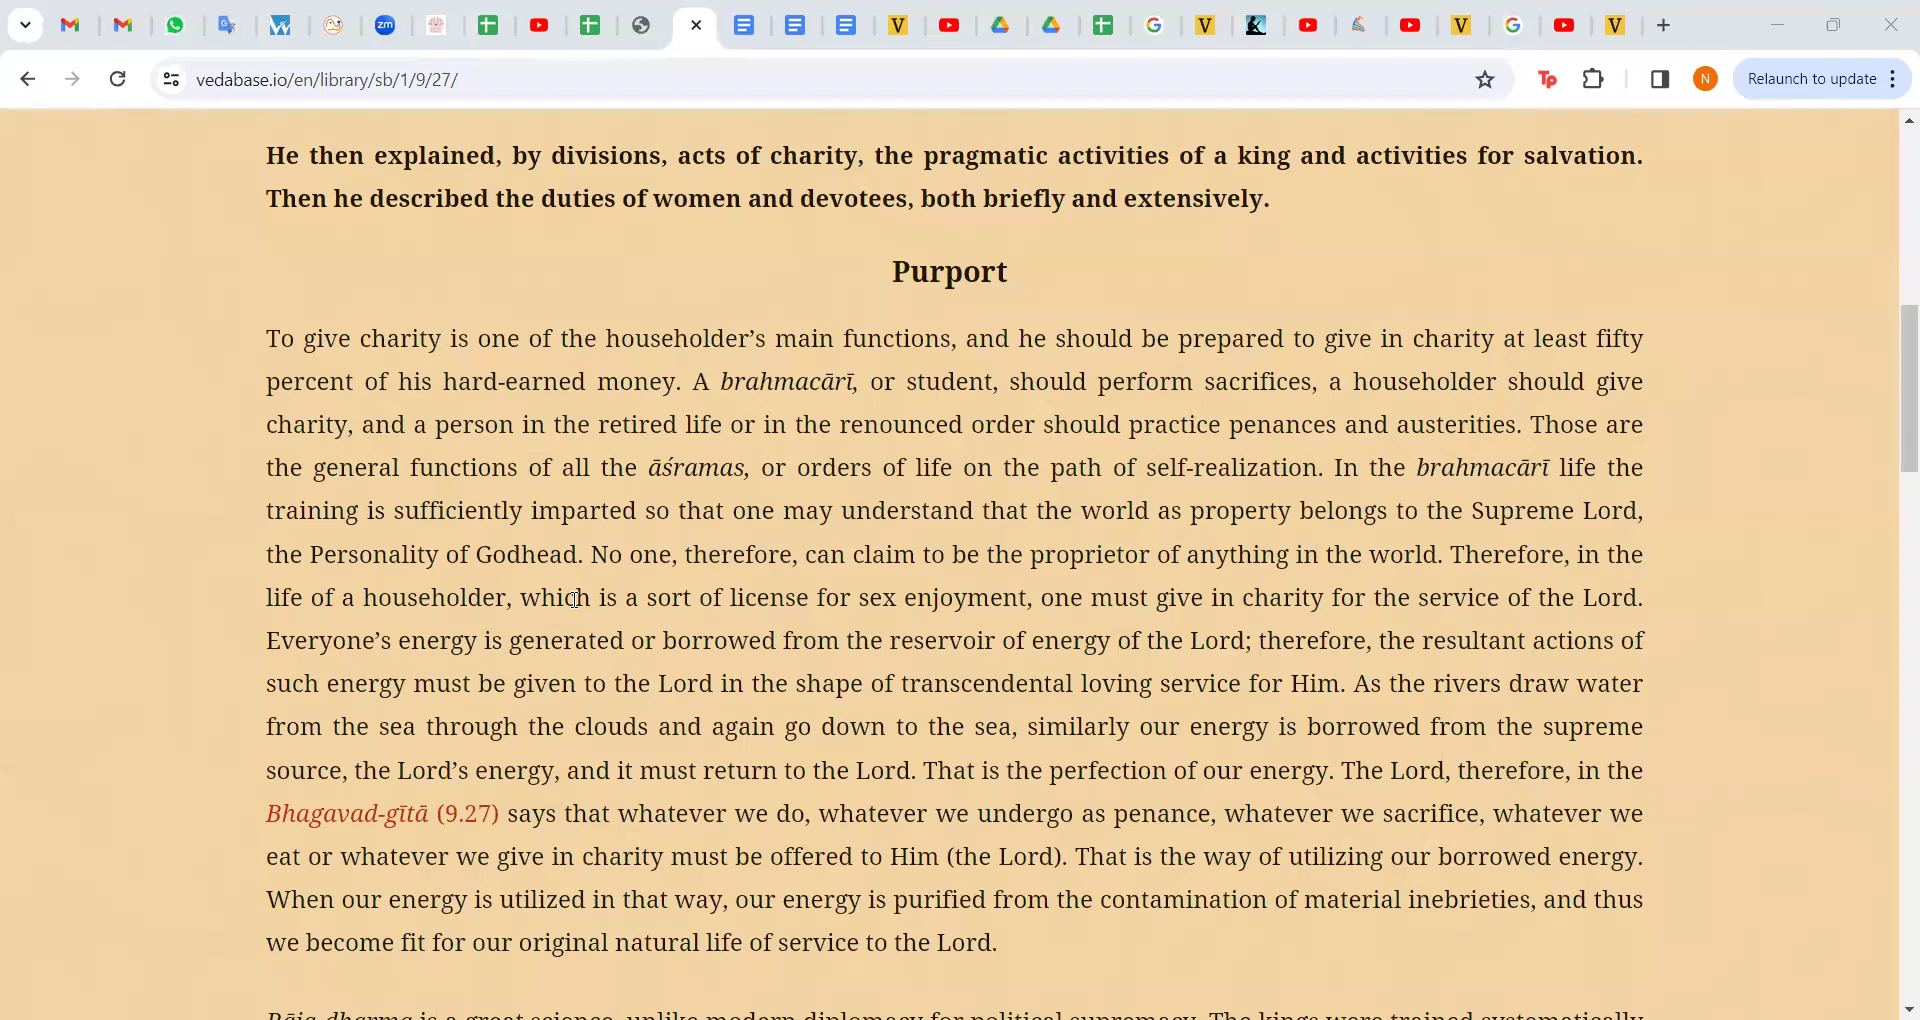 zm
V
V
V
V
vedabase.io/en/library/sb/1/9/27/
Tp
N
Relaunch to update
He then explained, by divisions, acts of charity, the pragmatic activities of a king and activities for salvation.
Then he described the duties of women and devotees, both briefly and extensively.
Purport
To give charity is one of the householder’s main functions, and he should be prepared to give in charity at least fifty
percent of his hard-earned money. A brahmacārī, or student, should perform sacrifices, a householder should give
charity, and a person in the retired life or in the renounced order should practice penances and austerities. Those are
the general functions of all the āśramas, or orders of life on the path of self-realization. In the brahmacārī life the
training is sufficiently imparted so that one may understand that the world as property belongs to the Supreme Lord,
the Personality of Godhead. No one, therefore, can claim to be the proprietor of anything in the world. Therefore, in the
life of a householder, which is a sort of license for sex enjoyment, one must give in charity for the service of the Lord.
Everyone’s energy is generated or borrowed from the reservoir of energy of the Lord; therefore, the resultant actions of
such energy must be given to the Lord in the shape of transcendental loving service for Him. As the rivers draw water
from the sea through the clouds and again go down to the sea, similarly our energy is borrowed from the supreme
source, the Lord’s energy, and it must return to the Lord. That is the perfection of our energy. The Lord, therefore, in the
Bhagavad-gītā (9.27) says that whatever we do, whatever we undergo as penance, whatever we sacrifice, whatever we
eat or whatever we give in charity must be offered to Him (the Lord). That is the way of utilizing our borrowed energy.
When our energy is utilized in that way, our energy is purified from the contamination of material inebrieties, and thus
we become fit for our original natural life of service to the Lord.
Rāja-dharma is a great science, unlike modern diplomacy for political supremacy. The kings were trained systematically